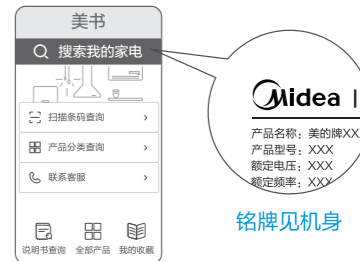 美书
搜索我的家电
扫描条码查询
产品分类查询
联系客服
说明书查询 全部产品 我的收藏
Midea
产品名称：美的牌XX
产品型号：XXX
额定电压：XXX
额定频率：XXX
铭牌见机身